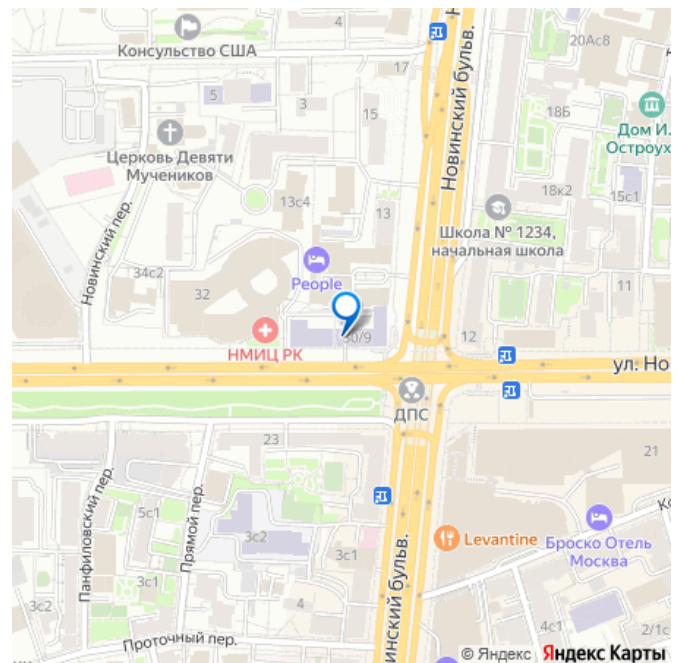 Консульство США
Новинский бульв.
Н
20Ас8
17
5
3
15
18Б
Дом И.
Остроух
Церковь Девяти
Мучеников
18к2
15с1
13с4
13
Школа № 1234,
начальная школа
Новинский пер.
34с2
32
People
11
НМИЦ РК
30/9
12
ул. Но
ДПС
23
21
Панфиловский пер.
Прямой пер.
5с1
3с2
3с1
Levantine
Броско Отель
Москва
Ко
3с1
3с2
4
инский бульв.
4с1
2/1с
Проточный пер.
© Яндекс Яндекс Карты